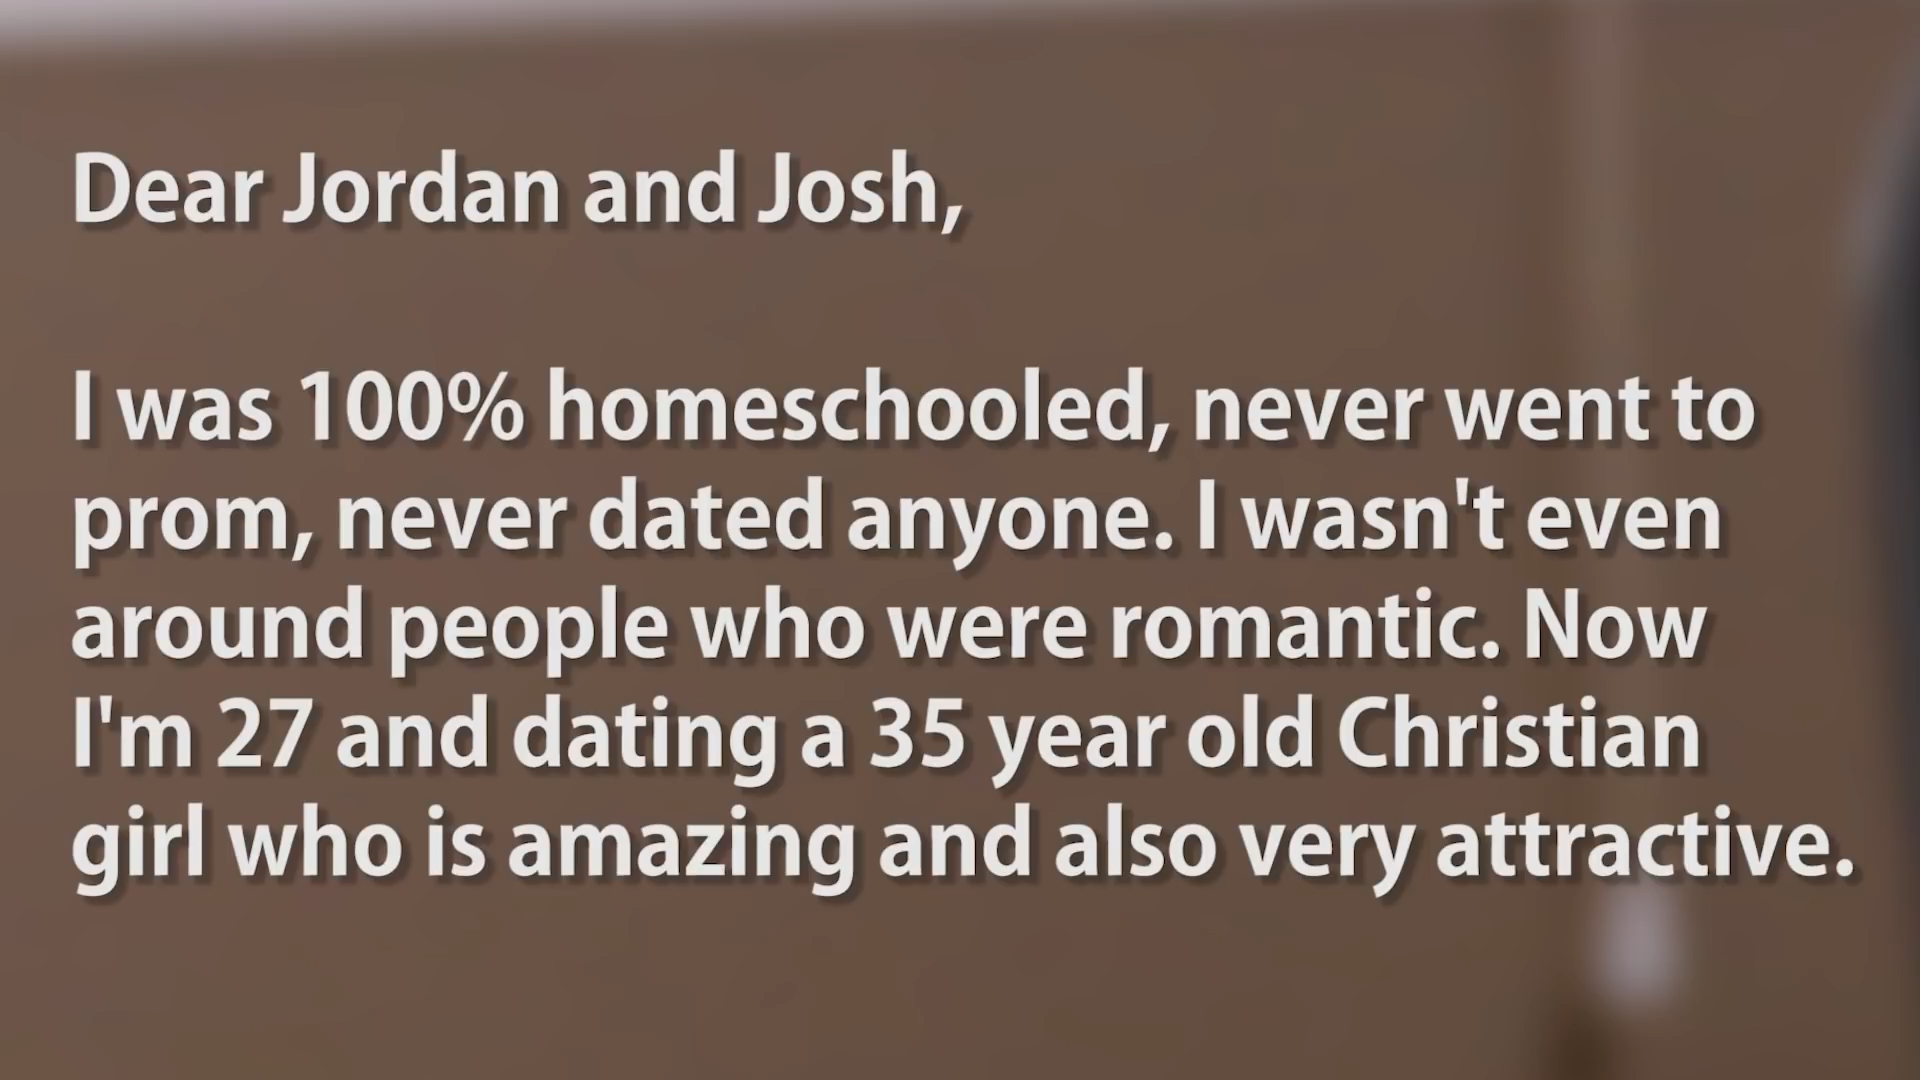 Dear Jordan and Josh,
I was 100% homeschooled, never went to
prom, never dated anyone. I wasn't even
around people who were romantic. Now
I'm 27 and dating a 35 year old Christian
girl who is amazing and also very attractive.